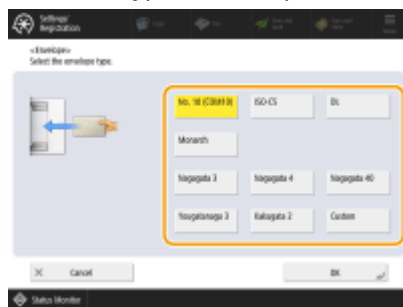 Settings/
Registration
<Envelope>
Select the envelope type.
No. 10 (COM10)
ISO-C5
DL
Monarch
Nagagata 3
Nagagata 4
Nagagata 40
Yougatanaga 3
Kakugata 2
Custom
Cancel
OK
Status Monitor